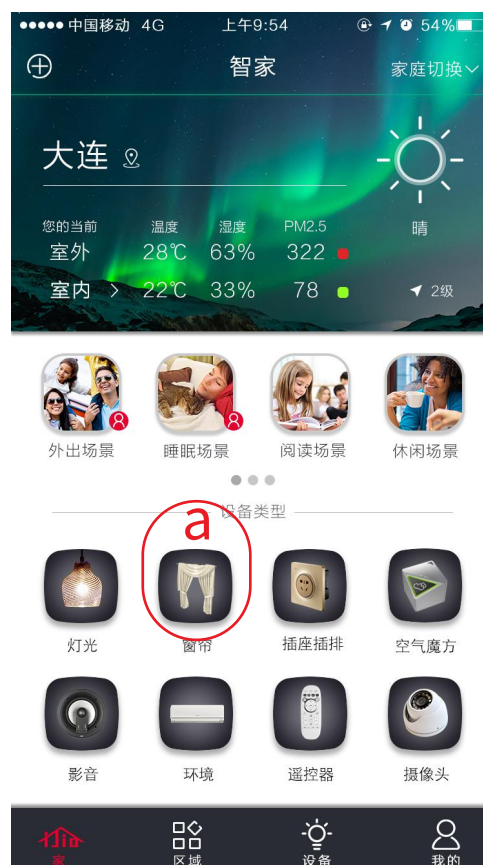 中国移动 4G 上午9:54 54%
智家 家庭切换
大连
您的当前 温度 湿度 PM2.5 晴
室外 28℃ 63% 322
室内 > 22℃ 33% 78 2级
外出场景 睡眠场景 阅读场景 休闲场景
a
设备类型
灯光 窗帘 插座插排 空气魔方
影音 环境 遥控器 摄像头
家 区域 设备 我的